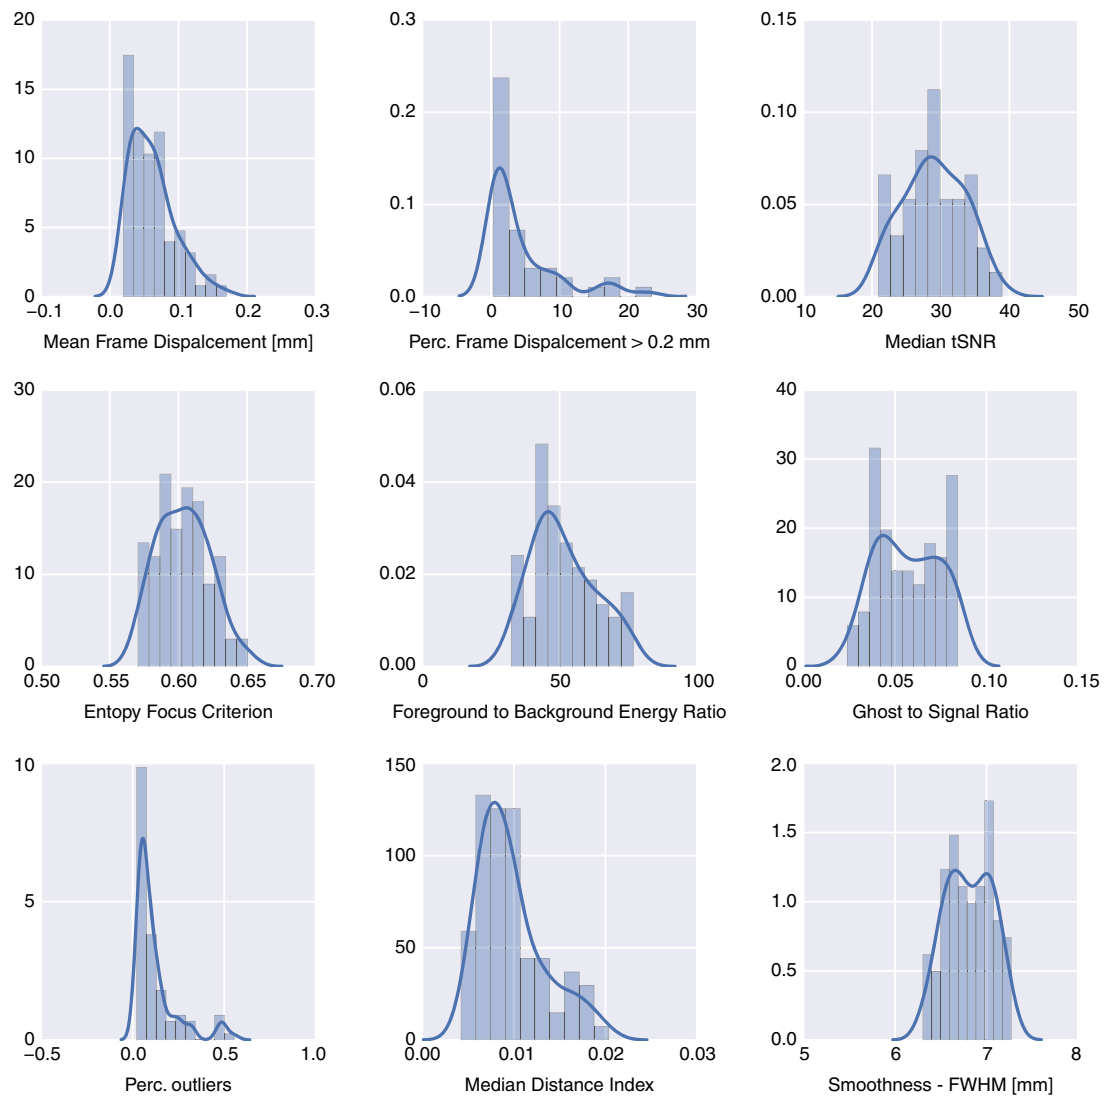 20 0.3 0.15
15 0.2 0.10
10 0.1 0.05
5 0.0 0.00
0
−0.1 0.0 0.1 0.2 0.3 −10 0 10 20 30 10 20 30 40 50
Mean Frame Dispalcement [mm] Perc. Frame Dispalcement > 0.2 mm Median tSNR
30 0.06 40
20 0.04 30
10 0.02 20
0 0.00 10
0
0.50 0.55 0.60 0.65 0.70 0 50 100 0.00 0.05 0.10 0.15
Entopy Focus Criterion Foreground to Background Energy Ratio Ghost to Signal Ratio
10 150 2.0
5 100 1.5
0 50 1.0
0 0.5
0.0
−0.5 0.0 0.5 1.0 0.00 0.01 0.02 0.03 5 6 7 8
Perc. outliers Median Distance Index Smoothness - FWHM [mm]